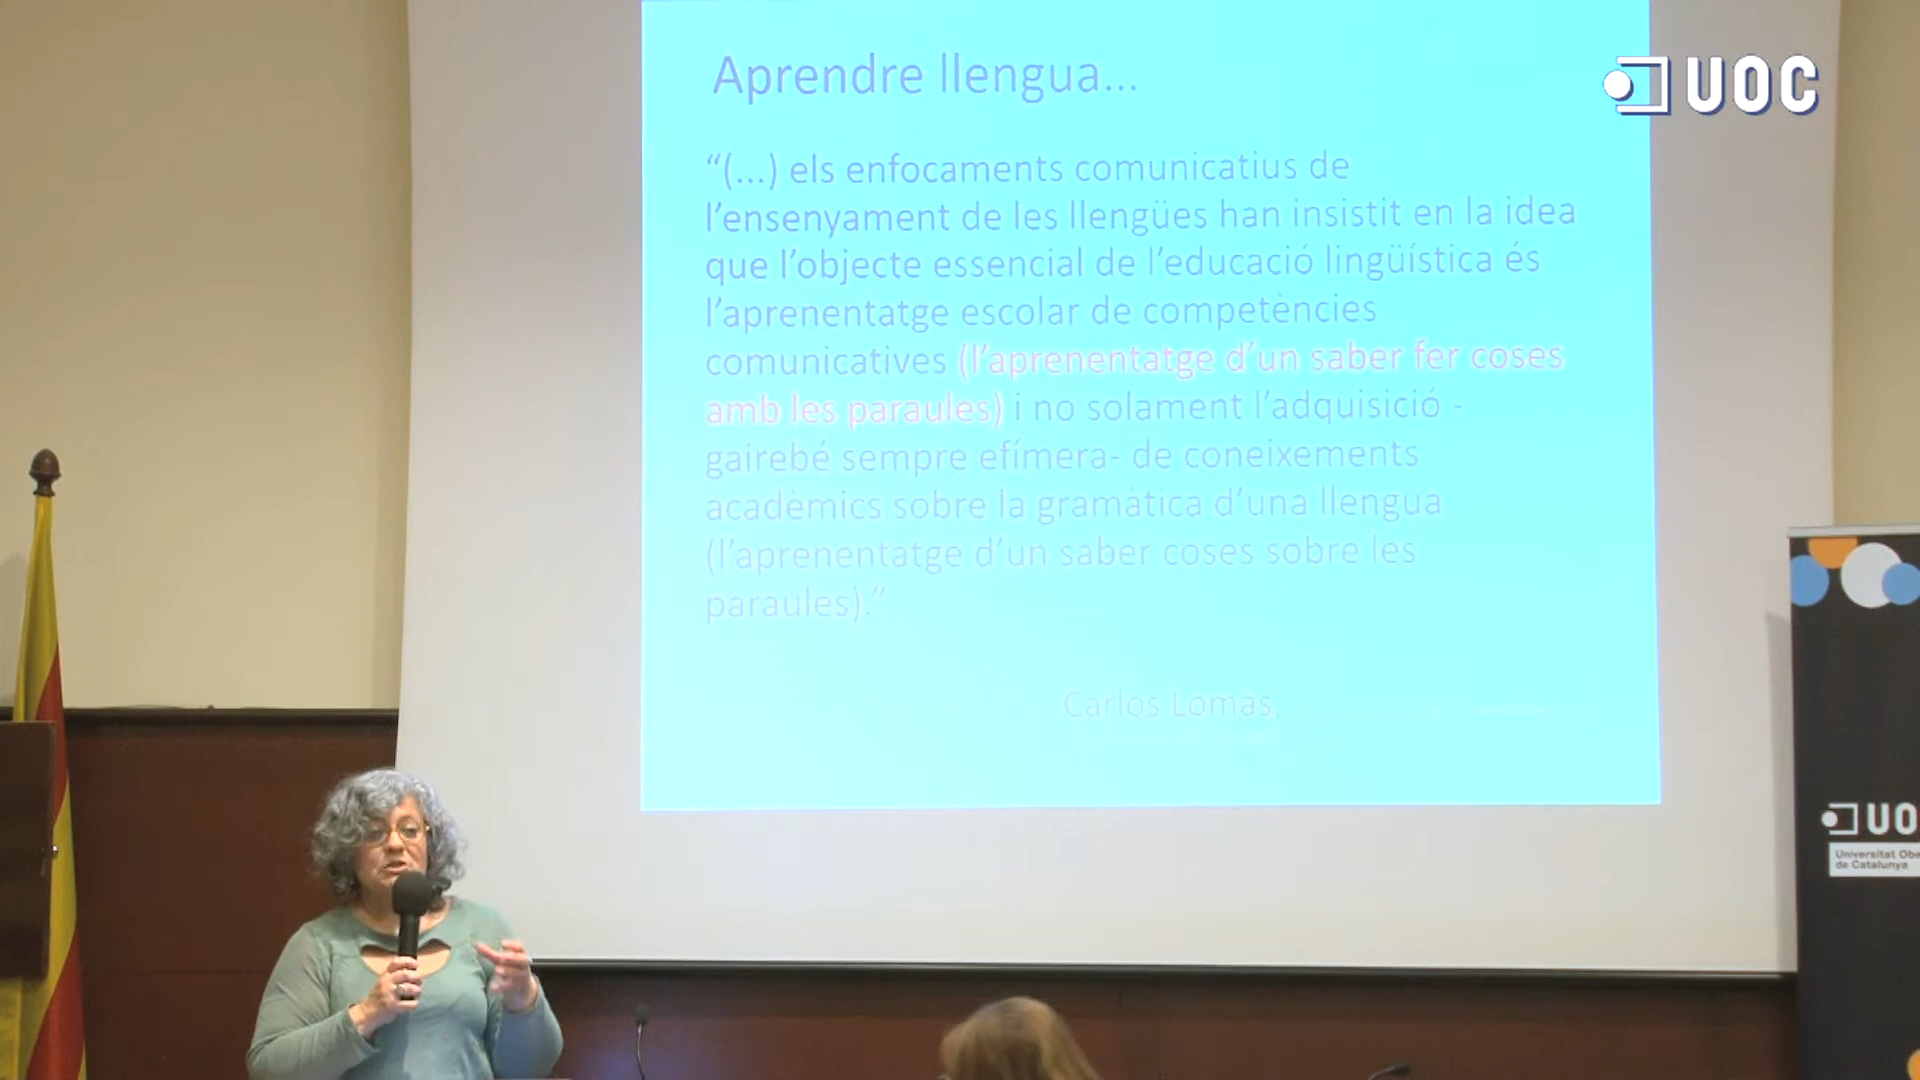 Aprendre llengua...
UOC
“(...) els enfocaments comunicatius de
l’ensenyament de les llengües han insistit en la idea
que l’objecte essencial de l’educació lingüística és
l’aprenentatge escolar de competències
comunicatives (l’aprenentatge d’un saber fer coses
amb les paraules) i no solament l’adquisició -
gairebé sempre efímera- de coneixements
acadèmics sobre la gramàtica d’una llengua
(l’aprenentatge d’un saber coses sobre les
paraules).”
Carlos Lomas,
UO
Universitat Obe
de Catalunya